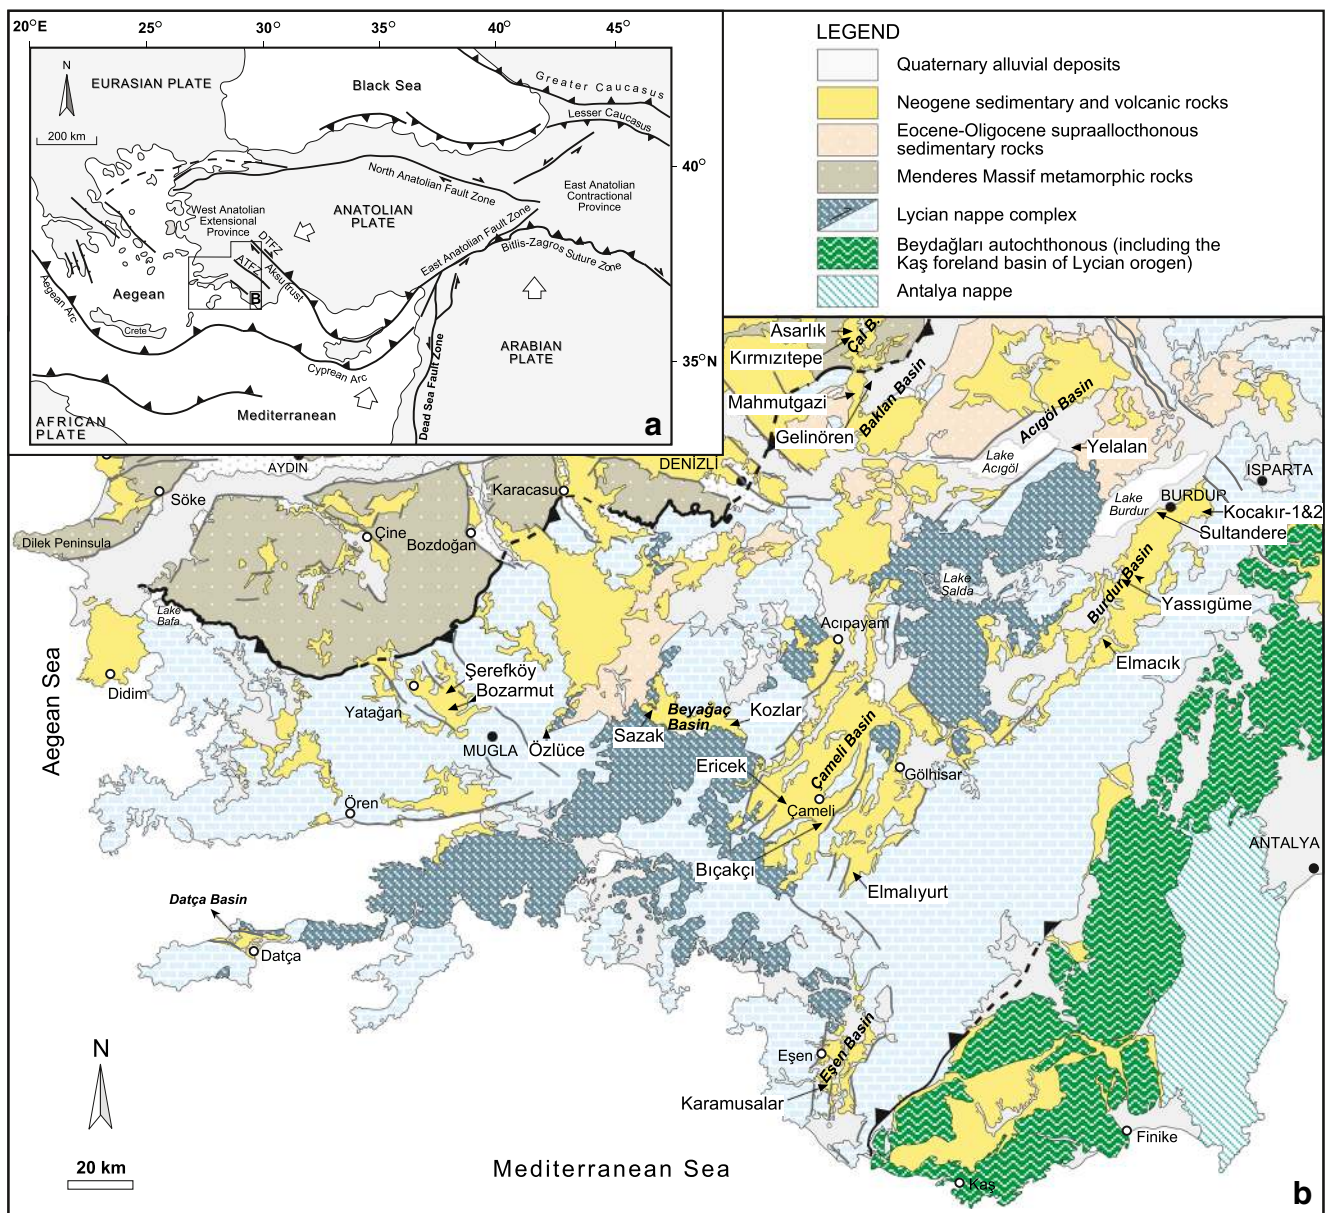 20°E
25°
30°
35°
40°
45°
N
EURASIAN PLATE
200 km
Black Sea
Greater Caucasus
Lesser Caucasus
40°
North Anatolian Fault Zone
East Anatolian
Contractional
Province
West Anatolian
Extensional
Province
ANATOLIAN
PLATE
DTFZ
ATFZ
Aksu trust
East Anatolian Fault Zone
Bitlis-Zagros Suture Zone
B
Aegean
Aegean Arc
Crete
Cyprean Arc
Dead Sea Fault Zone
ARABIAN
PLATE
35°N
Mediterranean
AFRICAN
PLATE
a
LEGEND
Quaternary alluvial deposits
Neogene sedimentary and volcanic rocks
Eocene-Oligocene supraallocthonous
sedimentary rocks
Menderes Massif metamorphic rocks
Lycian nappe complex
Beydağları autochthonous (including the
Kaş foreland basin of Lycian orogen)
Antalya nappe
Asarlık
Çal B.
Kırmızıtepe
Mahmutgazi
Baklan Basin
Gelinören
Acıgöl Basin
Lake
Acıgöl
Yelalan
AYDIN
DENİZLİ
ISPARTA
Söke
Karacasu
Lake
Burdur
BURDUR
Kocakır-1&2
Sultandere
Dilek Peninsula
Çine
Bozdoğan
Lake
Salda
Burdur Basin
Yassıgüme
Lake
Bafa
Acıpayam
Elmacık
Aegean Sea
Didim
Şerefköy
Bozarmut
Yatağan
Beyağaç
Basin
Kozlar
Sazak
MUGLA
Özlüce
Ericek
Çameli Basin
Gölhisar
Ören
Çameli
Bıçakçı
Elmalıyurt
ANTALYA
Datça Basin
Datça
Eşen
Eşen Basin
Karamusalar
N
20 km
Finike
Kaş
Mediterranean Sea
b